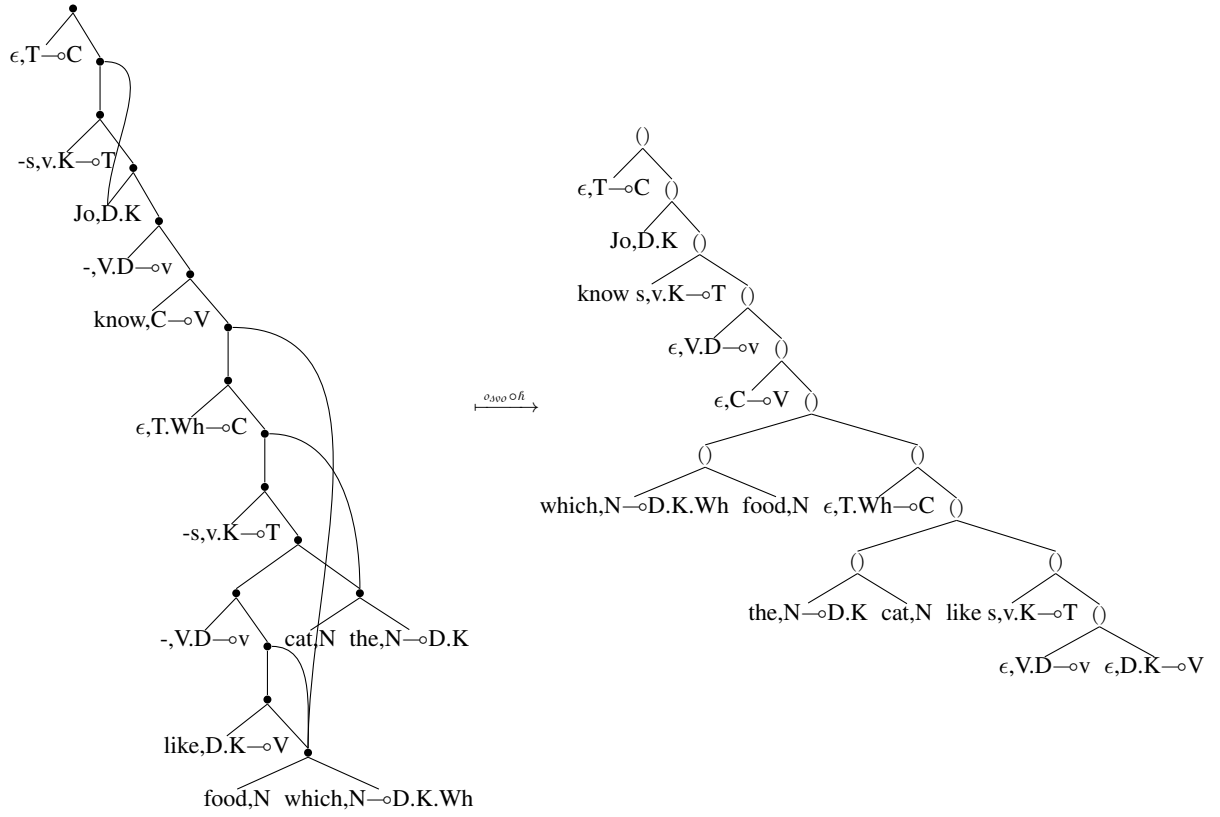 ϵ,T⊸C
-s,v.K⊸T
Jo,D.K
-,V.D⊸v
know,C⊸V
ϵ,T.Wh⊸C
-s,v.K⊸T
-,V.D⊸v cat,N the,N⊸D.K
like,D.K⊸V
food,N which,N⊸D.K.Wh
o_svo∘h
()
ϵ,T⊸C ()
Jo,D.K ()
know s,v.K⊸T ()
ϵ,V.D⊸v ()
ϵ,C⊸V ()
() ()
which,N⊸D.K.Wh food,N ϵ,T.Wh⊸C ()
() ()
the,N⊸D.K cat,N like s,v.K⊸T ()
ϵ,V.D⊸v ϵ,D.K⊸V